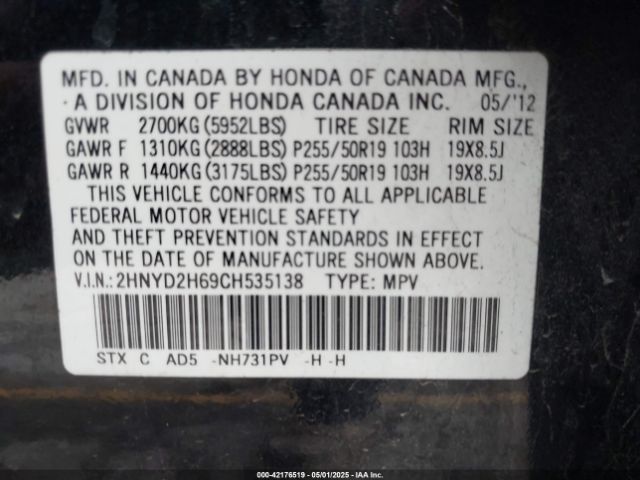 MFD. IN CANADA BY HONDA OF CANADA MFG.,
A DIVISION OF HONDA CANADA INC. 05/'12
GVWR 2700KG (5952LBS) TIRE SIZE RIM SIZE
GAWR F 1310KG (2888LBS) P255/50R19 103H 19X8.5J
GAWR R 1440KG (3175LBS) P255/50R19 103H 19X8.5J
THIS VEHICLE CONFORMS TO ALL APPLICABLE
FEDERAL MOTOR VEHICLE SAFETY
AND THEFT PREVENTION STANDARDS IN EFFECT
ON THE DATE OF MANUFACTURE SHOWN ABOVE.
V.I.N.:2HNYD2H69CH535138 TYPE: MPV
STX C AD5 -NH731PV -H -H
000-42176519 - 05/01/2025 - IAA Inc.